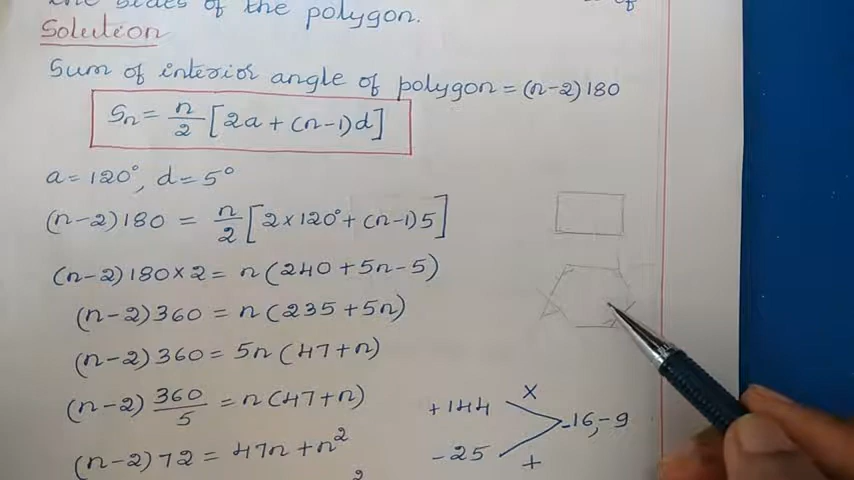 the sides of the polygon. of
Solution
Sum of interior angle of polygon = (n-2)180
Sn = n/2 [2a + (n-1)d]
a = 120°, d = 5°
(n-2)180 = n/2 [2×120° + (n-1)5]
(n-2)180×2 = n(240 + 5n - 5)
(n-2)360 = n(235 + 5n)
(n-2)360 = 5n(47 + n)
(n-2) 360/5 = n(47 + n)
(n-2)72 = 47n + n²
2
+144 × -16, -9
-25 +